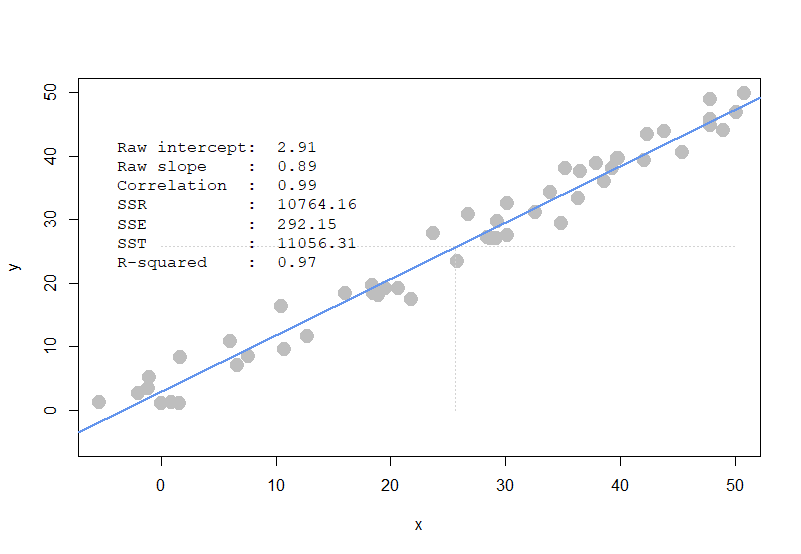 Raw intercept:  2.91
Raw slope    :  0.89
Correlation  :  0.99
SSR          :  10764.16
SSE          :  292.15
SST          :  11056.31
R-squared    :  0.97
50
40
30
20
10
0
y
0 10 20 30 40 50
x